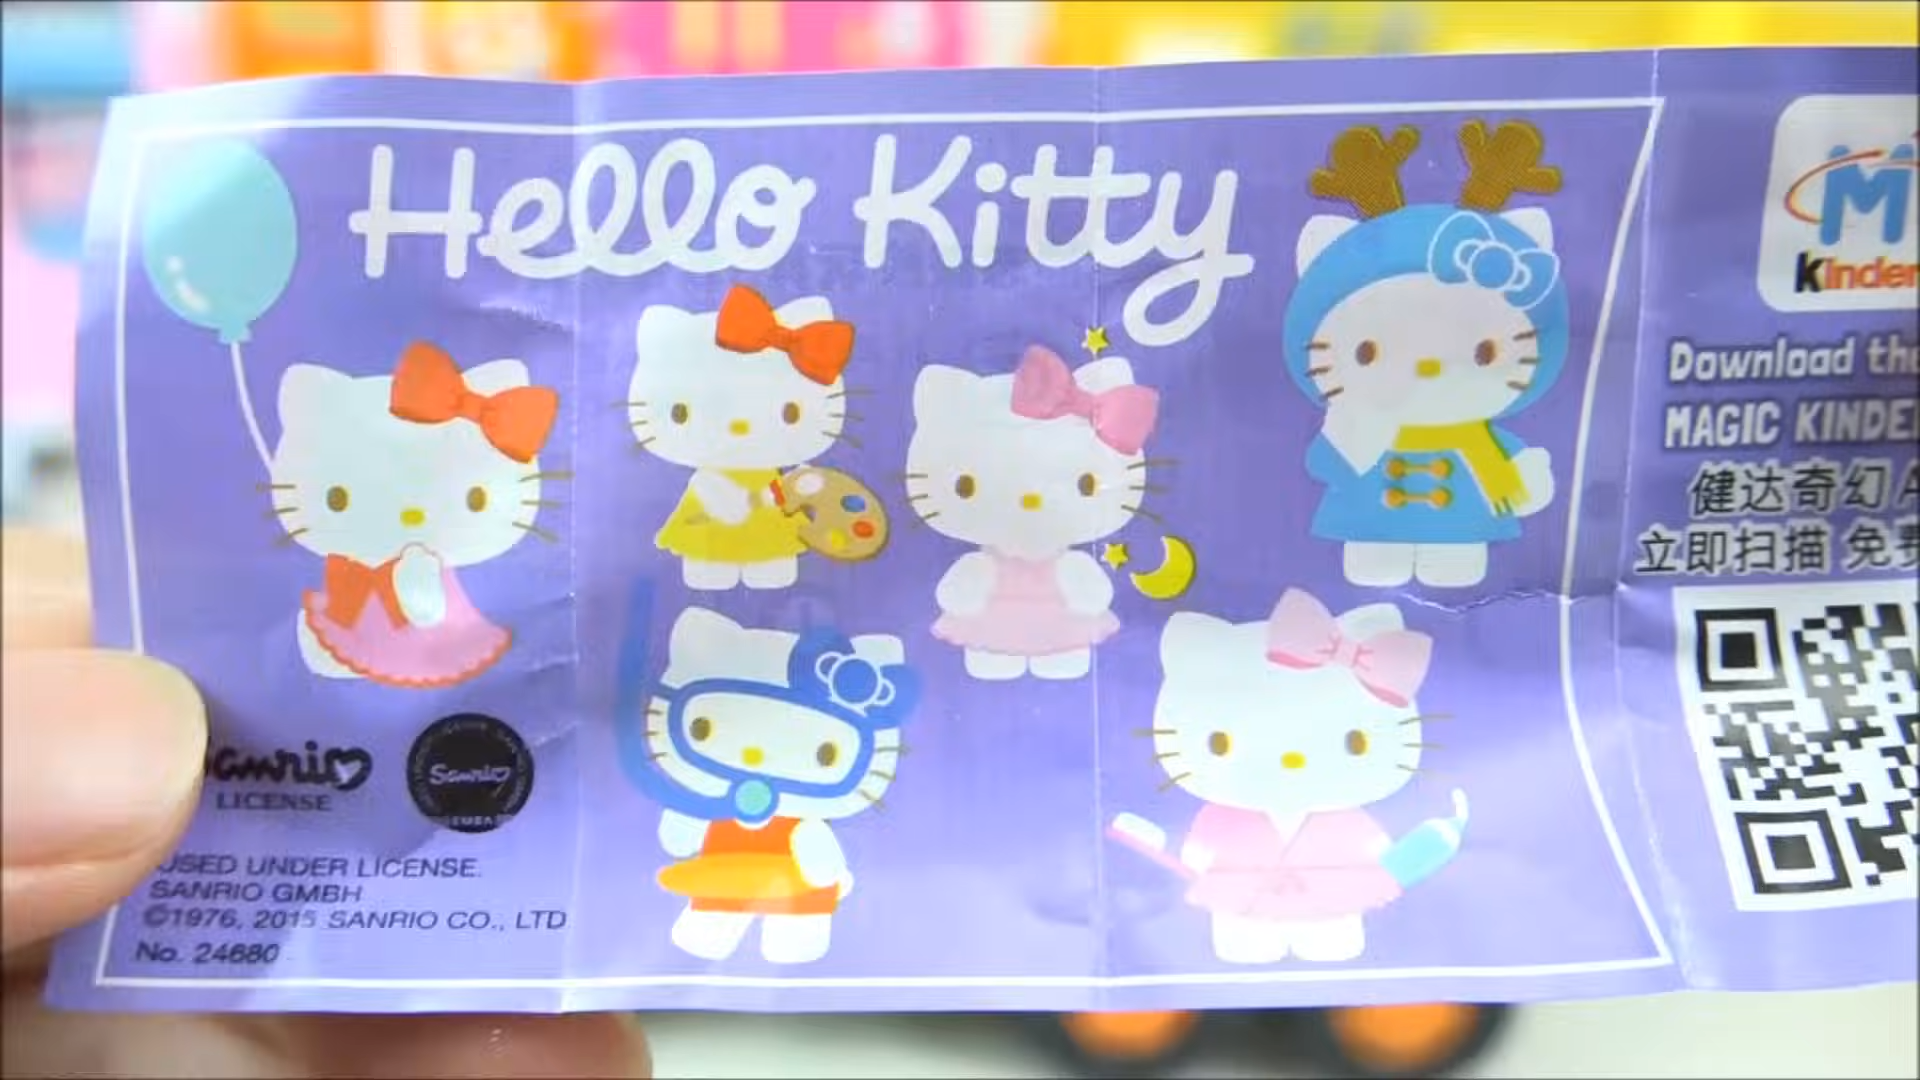 Hello Kitty
Sanrio
LICENSE
Sanrio
USED UNDER LICENSE.
SANRIO GMBH
©1976, 2015 SANRIO CO., LTD
No. 24680
M
Kinder
Download the
MAGIC KINDER
健达奇幻 A
立即扫描 免费